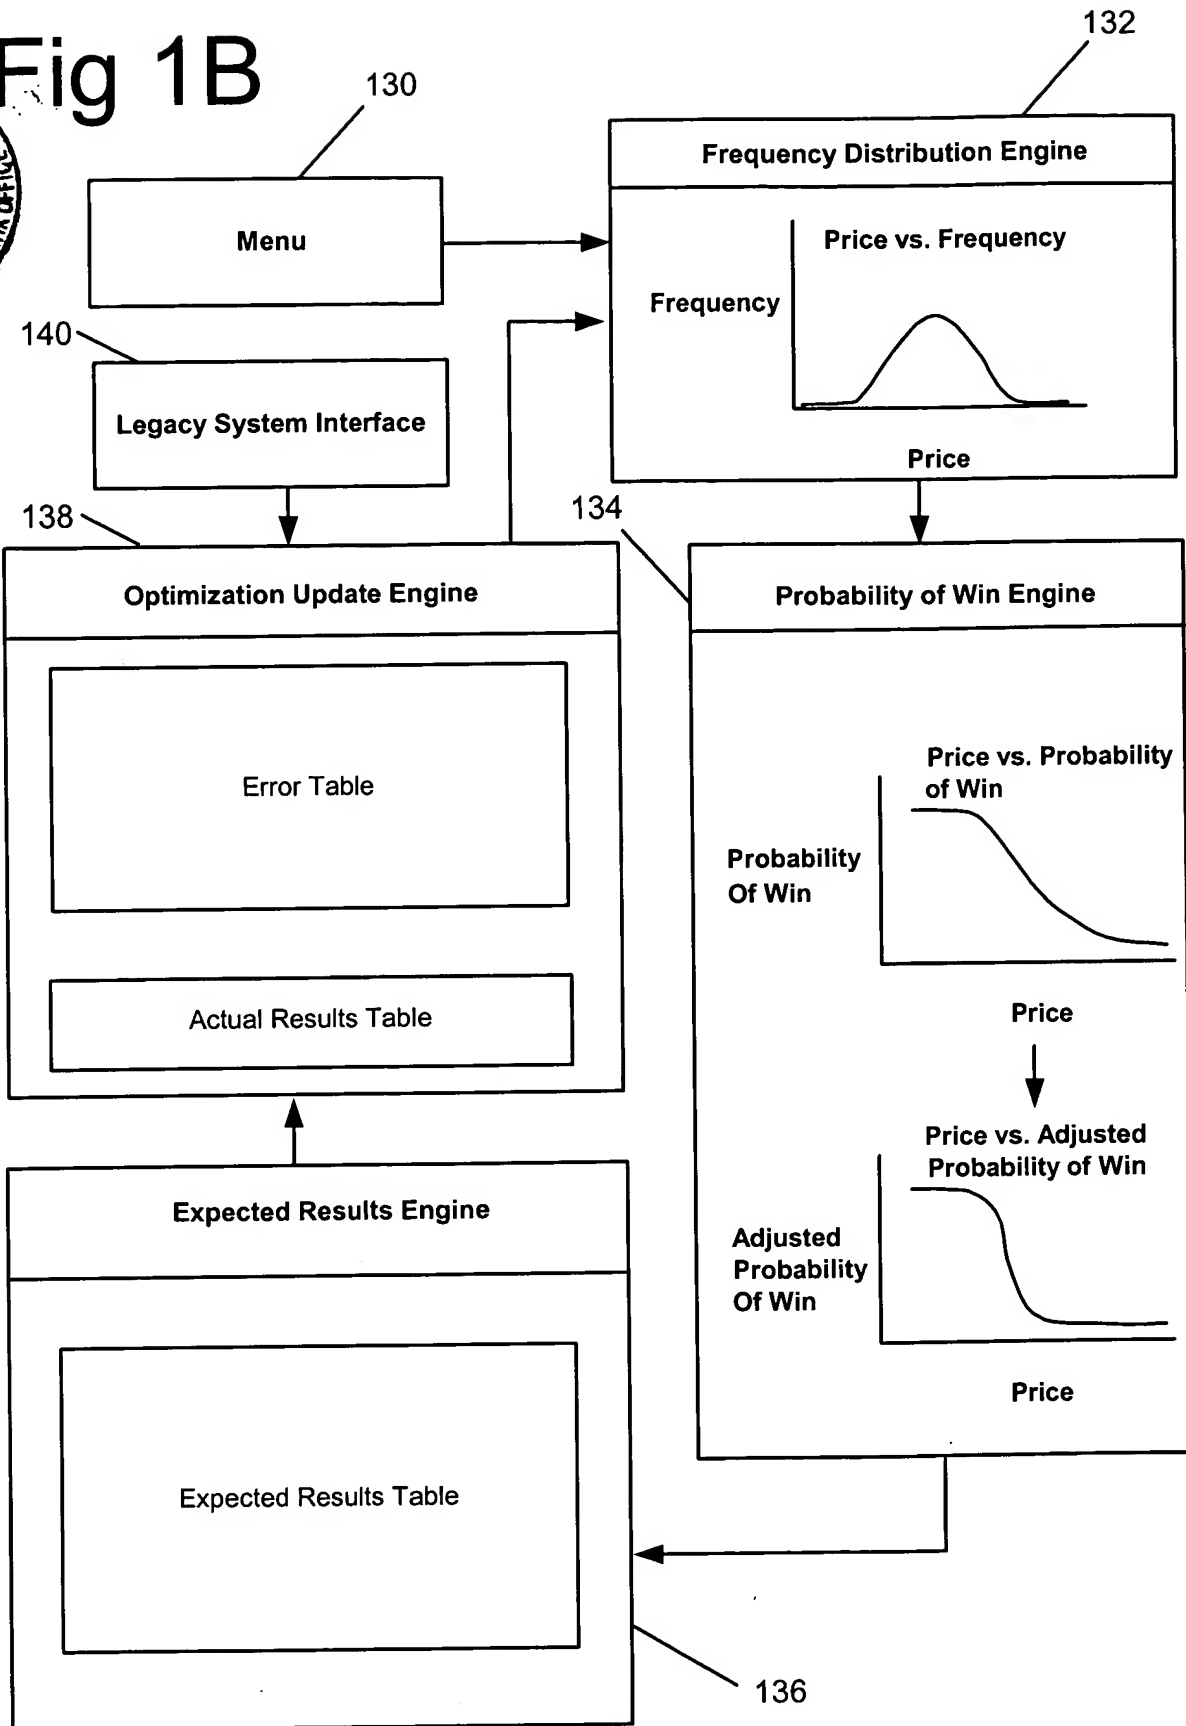 Fig 1B
132
130
Frequency Distribution Engine
Menu
Price vs. Frequency
Frequency
140
Legacy System Interface
Price
138
134
Optimization Update Engine
Probability of Win Engine
Error Table
Price vs. Probability
of Win
Probability
Of Win
Actual Results Table
Price
Price vs. Adjusted
Probability of Win
Expected Results Engine
Adjusted
Probability
Of Win
Price
Expected Results Table
136